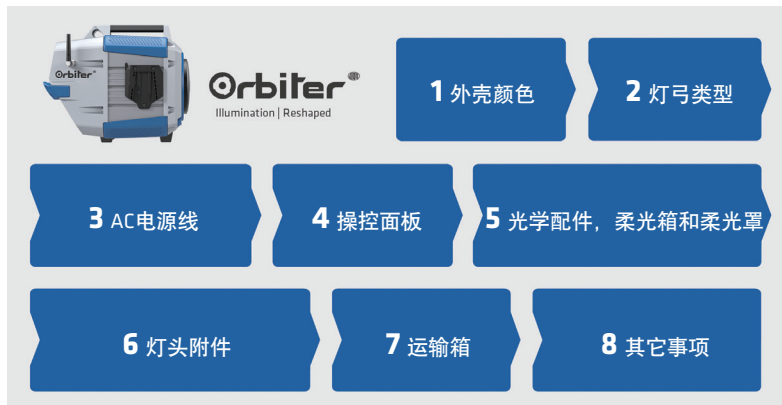 Orbiter®
Orbiter®
Illumination | Reshaped
1 外壳颜色
2 灯弓类型
3 AC电源线
4 操控面板
5 光学配件，柔光箱和柔光罩
6 灯头附件
7 运输箱
8 其它事项